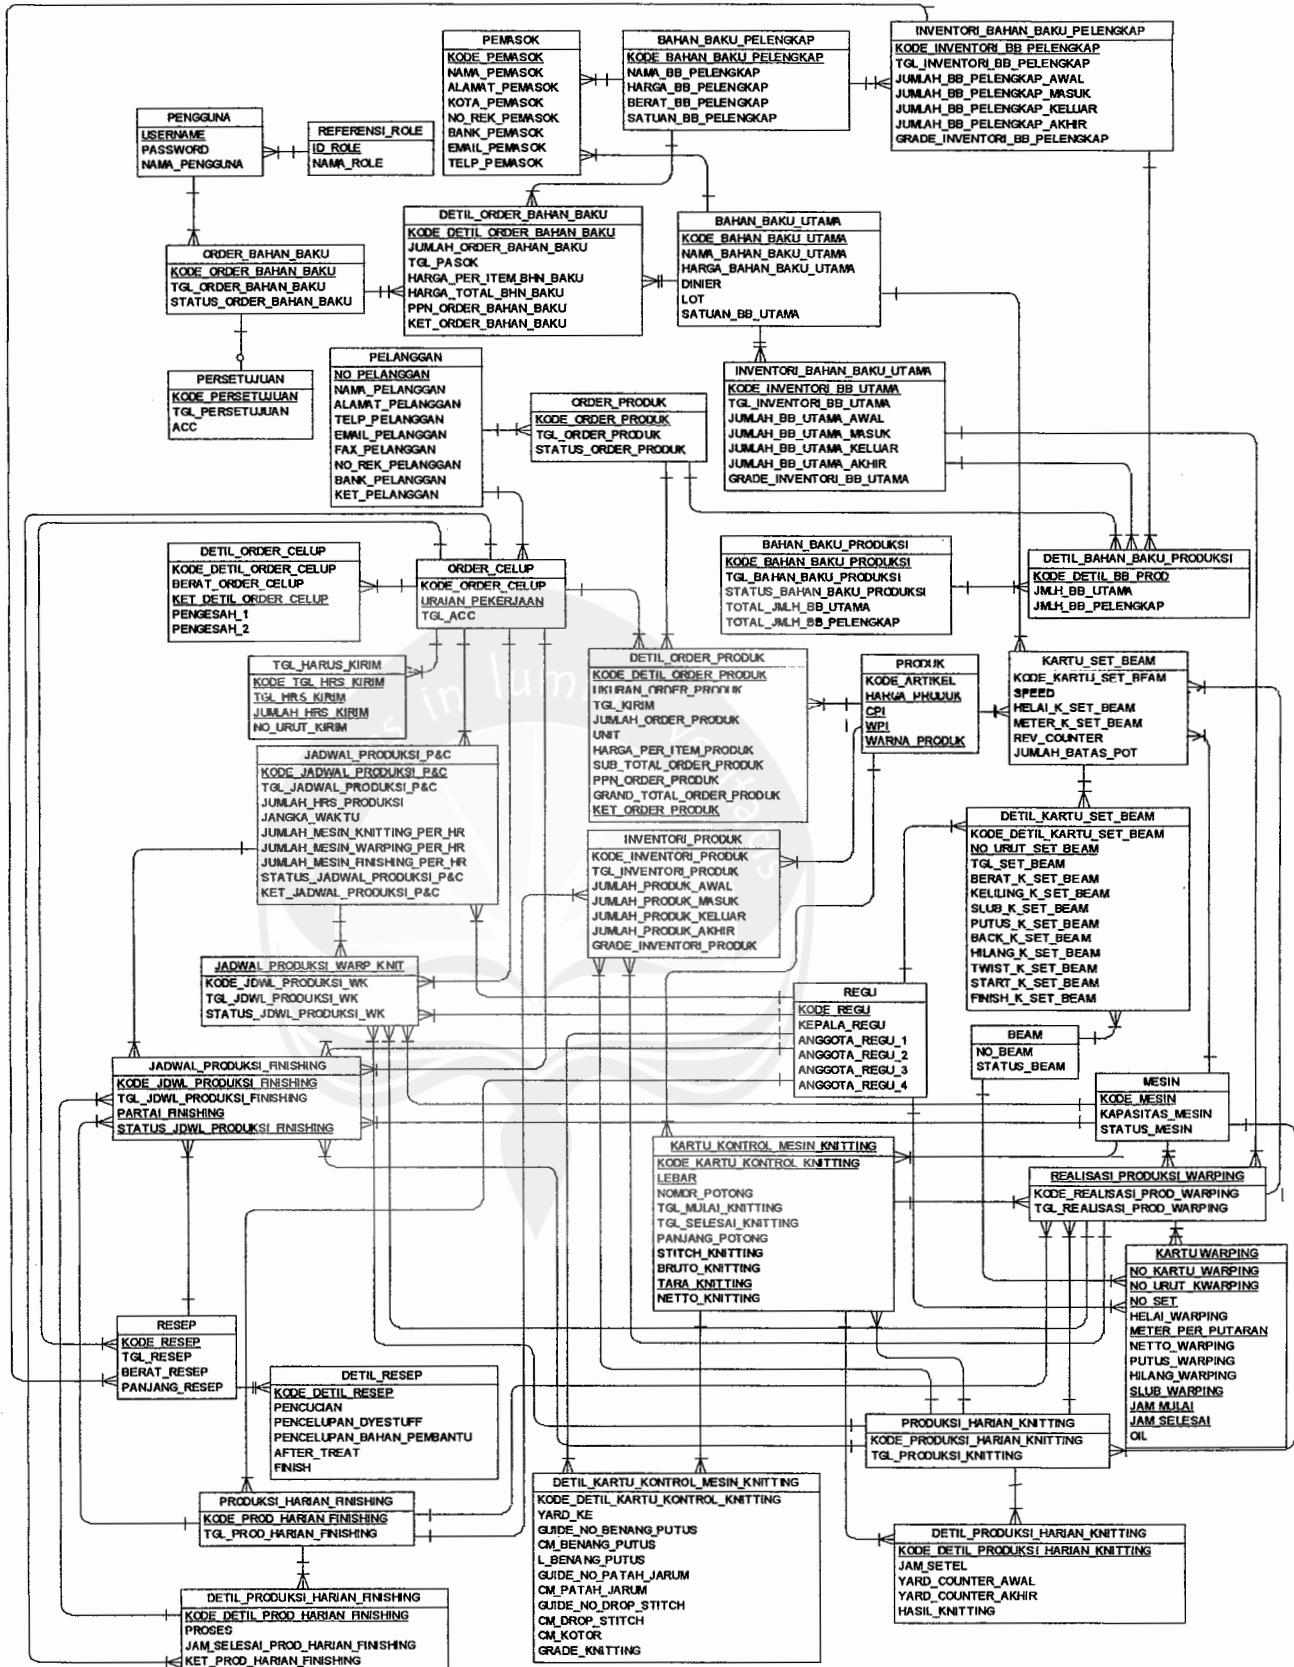 INVENTORI_BAHAN_BAKU_PELENGKAP
KODE_INVENTORI_BB_PELENGKAP
TGL_INVENTORI_BB_PELENGKAP
JUMLAH_BB_PELENGKAP_AWAL
JUMLAH_BB_PELENGKAP_MASUK
JUMLAH_BB_PELENGKAP_KELUAR
JUMLAH_BB_PELENGKAP_AKHIR
GRADE_INVENTORI_BB_PELENGKAP
PEMASOK
KODE_PEMASOK
NAMA_PEMASOK
ALAMAT_PEMASOK
KOTA_PEMASOK
NO_REK_PEMASOK
BANK_PEMASOK
EMAIL_PEMASOK
TELP_PEMASOK
BAHAN_BAKU_PELENGKAP
KODE_BAHAN_BAKU_PELENGKAP
NAMA_BB_PELENGKAP
HARGA_BB_PELENGKAP
BERAT_BB_PELENGKAP
SATUAN_BB_PELENGKAP
PENGGUNA
USERNAME
PASSWORD
NAMA_PENGGUNA
REFERENSI_ROLE
ID_ROLE
NAMA_ROLE
DETIL_ORDER_BAHAN_BAKU
KODE_DETIL_ORDER_BAHAN_BAKU
JUMLAH_ORDER_BAHAN_BAKU
TGL_PASOK
HARGA_PER_ITEM_BHN_BAKU
HARGA_TOTAL_BHN_BAKU
PPN_ORDER_BAHAN_BAKU
KET_ORDER_BAHAN_BAKU
BAHAN_BAKU_UTAMA
KODE_BAHAN_BAKU_UTAMA
NAMA_BAHAN_BAKU_UTAMA
HARGA_BAHAN_BAKU_UTAMA
DINIER
LOT
SATUAN_BB_UTAMA
ORDER_BAHAN_BAKU
KODE_ORDER_BAHAN_BAKU
TGL_ORDER_BAHAN_BAKU
STATUS_ORDER_BAHAN_BAKU
PERSETUJUAN
KODE_PERSETUJUAN
TGL_PERSETUJUAN
ACC
PELANGGAN
NO_PELANGGAN
NAMA_PELANGGAN
ALAMAT_PELANGGAN
TELP_PELANGGAN
EMAIL_PELANGGAN
FAX_PELANGGAN
NO_REK_PELANGGAN
BANK_PELANGGAN
KET_PELANGGAN
ORDER_PRODUK
KODE_ORDER_PRODUK
TGL_ORDER_PRODUK
STATUS_ORDER_PRODUK
INVENTORI_BAHAN_BAKU_UTAMA
KODE_INVENTORI_BB_UTAMA
TGL_INVENTORI_BB_UTAMA
JUMLAH_BB_UTAMA_AWAL
JUMLAH_BB_UTAMA_MASUK
JUMLAH_BB_UTAMA_KELUAR
JUMLAH_BB_UTAMA_AKHIR
GRADE_INVENTORI_BB_UTAMA
DETIL_ORDER_CELUP
KODE_DETIL_ORDER_CELUP
BERAT_ORDER_CELUP
KET_DETIL_ORDER_CELUP
PENGESAH_1
PENGESAH_2
ORDER_CELUP
KODE_ORDER_CELUP
URAIAN_PEKERJAAN
TGL_ACC
BAHAN_BAKU_PRODUKSI
KODE_BAHAN_BAKU_PRODUKSI
TGL_BAHAN_BAKU_PRODUKSI
STATUS_BAHAN_BAKU_PRODUKSI
TOTAL_JMLH_BB_UTAMA
TOTAL_JMLH_BB_PELENGKAP
DETIL_BAHAN_BAKU_PRODUKSI
KODE_DETIL_BB_PROD
JMLH_BB_UTAMA
JMLH_BB_PELENGKAP
TGL_HARUS_KIRIM
KODE_TGL_HRS_KIRIM
TGL_HRS_KIRIM
JUMLAH_HRS_KIRIM
NO_URUT_KIRIM
DETIL_ORDER_PRODUK
KODE_DETIL_ORDER_PRODUK
UKURAN_ORDER_PRODUK
TGL_KIRIM
JUMLAH_ORDER_PRODUK
UNIT
HARGA_PER_ITEM_PRODUK
SUB_TOTAL_ORDER_PRODUK
PPN_ORDER_PRODUK
GRAND_TOTAL_ORDER_PRODUK
KET_ORDER_PRODUK
PRODUK
KODE_ARTIKEL
HARGA_PRODUK
CPI
WPI
WARNA_PRODUK
KARTU_SET_BEAM
KODE_KARTU_SET_BEAM
SPEED
HELAI_K_SET_BEAM
METER_K_SET_BEAM
REV_COUNTER
JUMLAH_BATAS_POT
JADWAL_PRODUKSI_P&C
KODE_JADWAL_PRODUKSI_P&C
TGL_JADWAL_PRODUKSI_P&C
JUMLAH_HRS_PRODUKSI
JANGKA_WAKTU
JUMLAH_MESIN_KNITTING_PER_HR
JUMLAH_MESIN_WARPING_PER_HR
JUMLAH_MESIN_FINISHING_PER_HR
STATUS_JADWAL_PRODUKSI_P&C
KET_JADWAL_PRODUKSI_P&C
INVENTORI_PRODUK
KODE_INVENTORI_PRODUK
TGL_INVENTORI_PRODUK
JUMLAH_PRODUK_AWAL
JUMLAH_PRODUK_MASUK
JUMLAH_PRODUK_KELUAR
JUMLAH_PRODUK_AKHIR
GRADE_INVENTORI_PRODUK
DETIL_KARTU_SET_BEAM
KODE_DETIL_KARTU_SET_BEAM
NO_URUT_SET_BEAM
TGL_SET_BEAM
BERAT_K_SET_BEAM
KELILING_K_SET_BEAM
SLUB_K_SET_BEAM
PUTUS_K_SET_BEAM
BACK_K_SET_BEAM
HILANG_K_SET_BEAM
TWIST_K_SET_BEAM
START_K_SET_BEAM
FINISH_K_SET_BEAM
JADWAL_PRODUKSI_WARP_KNIT
KODE_JDWL_PRODUKSI_WK
TGL_JDWL_PRODUKSI_WK
STATUS_JDWL_PRODUKSI_WK
REGU
KODE_REGU
KEPALA_REGU
ANGGOTA_REGU_1
ANGGOTA_REGU_2
ANGGOTA_REGU_3
ANGGOTA_REGU_4
BEAM
NO_BEAM
STATUS_BEAM
JADWAL_PRODUKSI_FINISHING
KODE_JDWL_PRODUKSI_FINISHING
TGL_JDWL_PRODUKSI_FINISHING
PARTAI_FINISHING
STATUS_JDWL_PRODUKSI_FINISHING
MESIN
KODE_MESIN
KAPASITAS_MESIN
STATUS_MESIN
KARTU_KONTROL_MESIN_KNITTING
KODE_KARTU_KONTROL_KNITTING
LEBAR
NOMOR_POTONG
TGL_MULAI_KNITTING
TGL_SELESAI_KNITTING
PANJANG_POTONG
STITCH_KNITTING
BRUTO_KNITTING
TARA_KNITTING
NETTO_KNITTING
REALISASI_PRODUKSI_WARPING
KODE_REALISASI_PROD_WARPING
TGL_REALISASI_PROD_WARPING
KARTU WARPING
NO_KARTU_WARPING
NO_URUT_KWARPING
NO_SET
HELAI_WARPING
METER_PER_PUTARAN
NETTO_WARPING
PUTUS_WARPING
HILANG_WARPING
SLUB_WARPING
JAM_MULAI
JAM_SELESAI
OIL
RESEP
KODE_RESEP
TGL_RESEP
BERAT_RESEP
PANJANG_RESEP
DETIL_RESEP
KODE_DETIL_RESEP
PENCUCIAN
PENCELUPAN_DYESTUFF
PENCELUPAN_BAHAN_PEMBANTU
AFTER_TREAT
FINISH
PRODUKSI_HARIAN_KNITTING
KODE_PRODUKSI_HARIAN_KNITTING
TGL_PRODUKSI_KNITTING
DETIL_KARTU_KONTROL_MESIN_KNITTING
KODE_DETIL_KARTU_KONTROL_KNITTING
YARD_KE
GUIDE_NO_BENANG_PUTUS
CM_BENANG_PUTUS
L_BENANG_PUTUS
GUIDE_NO_PATAH_JARUM
CM_PATAH_JARUM
GUIDE_NO_DROP_STITCH
CM_DROP_STITCH
CM_KOTOR
GRADE_KNITTING
PRODUKSI_HARIAN_FINISHING
KODE_PROD_HARIAN_FINISHING
TGL_PROD_HARIAN_FINISHING
DETIL_PRODUKSI_HARIAN_KNITTING
KODE_DETIL_PRODUKSI_HARIAN_KNITTING
JAM_SETEL
YARD_COUNTER_AWAL
YARD_COUNTER_AKHIR
HASIL_KNITTING
DETIL_PRODUKSI_HARIAN_FINISHING
KODE_DETIL_PROD_HARIAN_FINISHING
PROSES
JAM_SELESAI_PROD_HARIAN_FINISHING
KET_PROD_HARIAN_FINISHING